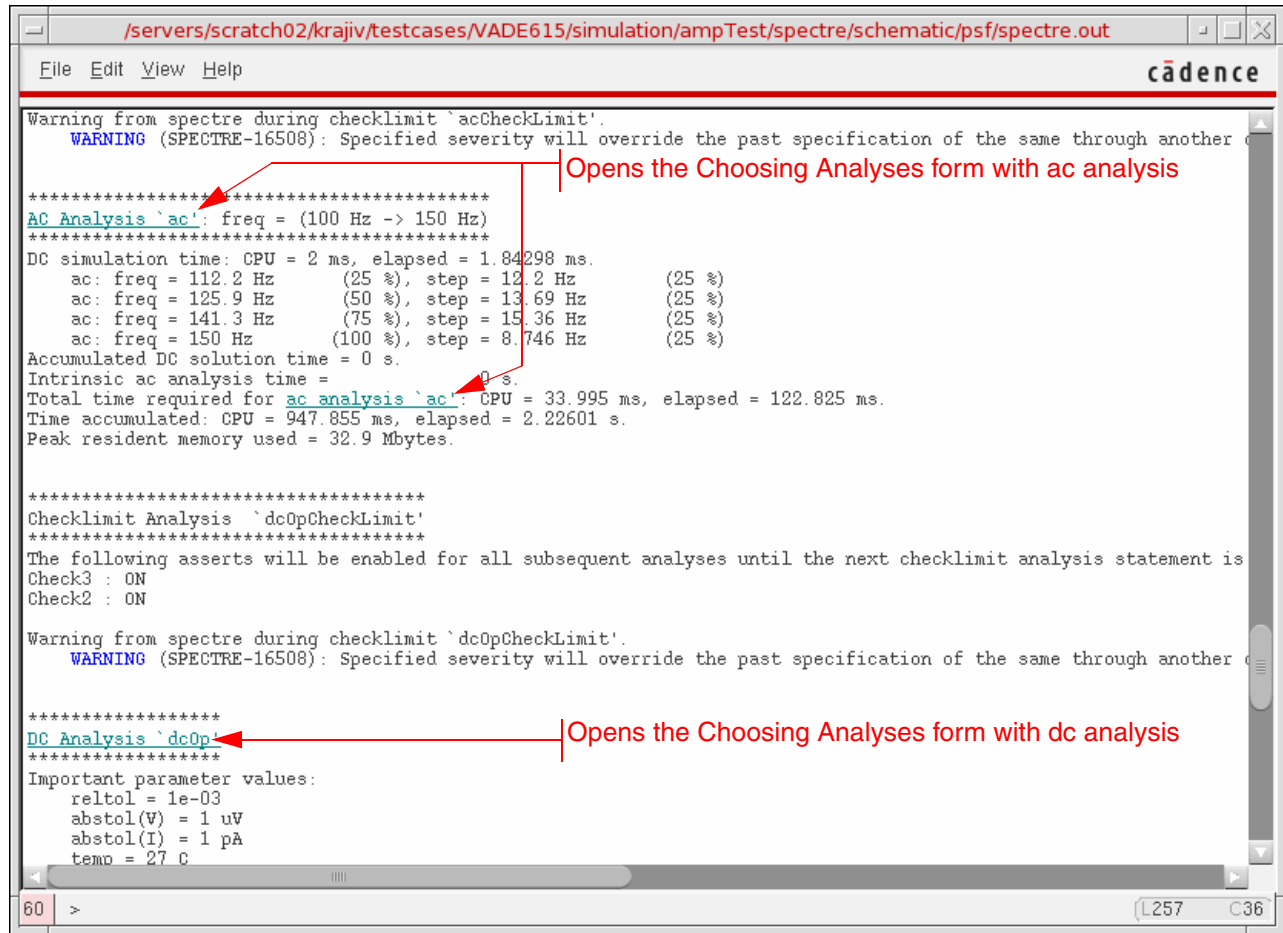 /servers/scratch02/krajiv/testcases/VADE615/simulation/ampTest/spectre/schematic/psf/spectre.out
File Edit View Help
cādence
Warning from spectre during checklimit `acCheckLimit'.
WARNING (SPECTRE-16508): Specified severity will override the past specification of the same through another
Opens the Choosing Analyses form with ac analysis
*******************************************
AC Analysis `ac': freq = (100 Hz -> 150 Hz)
*******************************************
DC simulation time: CPU = 2 ms, elapsed = 1.84298 ms.
ac: freq = 112.2 Hz (25 %), step = 12.2 Hz (25 %)
ac: freq = 125.9 Hz (50 %), step = 13.69 Hz (25 %)
ac: freq = 141.3 Hz (75 %), step = 15.36 Hz (25 %)
ac: freq = 150 Hz (100 %), step = 8.746 Hz (25 %)
Accumulated DC solution time = 0 s.
Intrinsic ac analysis time = 0 s.
Total time required for ac analysis `ac': CPU = 33.995 ms, elapsed = 122.825 ms.
Time accumulated: CPU = 947.855 ms, elapsed = 2.22601 s.
Peak resident memory used = 32.9 Mbytes.
*************************************
Checklimit Analysis `dcOpCheckLimit'
*************************************
The following asserts will be enabled for all subsequent analyses until the next checklimit analysis statement is
Check3 : ON
Check2 : ON
Warning from spectre during checklimit `dcOpCheckLimit'.
WARNING (SPECTRE-16508): Specified severity will override the past specification of the same through another
******************
DC Analysis `dcOp'
Opens the Choosing Analyses form with dc analysis
******************
Important parameter values:
reltol = 1e-03
abstol(V) = 1 uV
abstol(I) = 1 pA
temp = 27 C
60 >
L257 C36